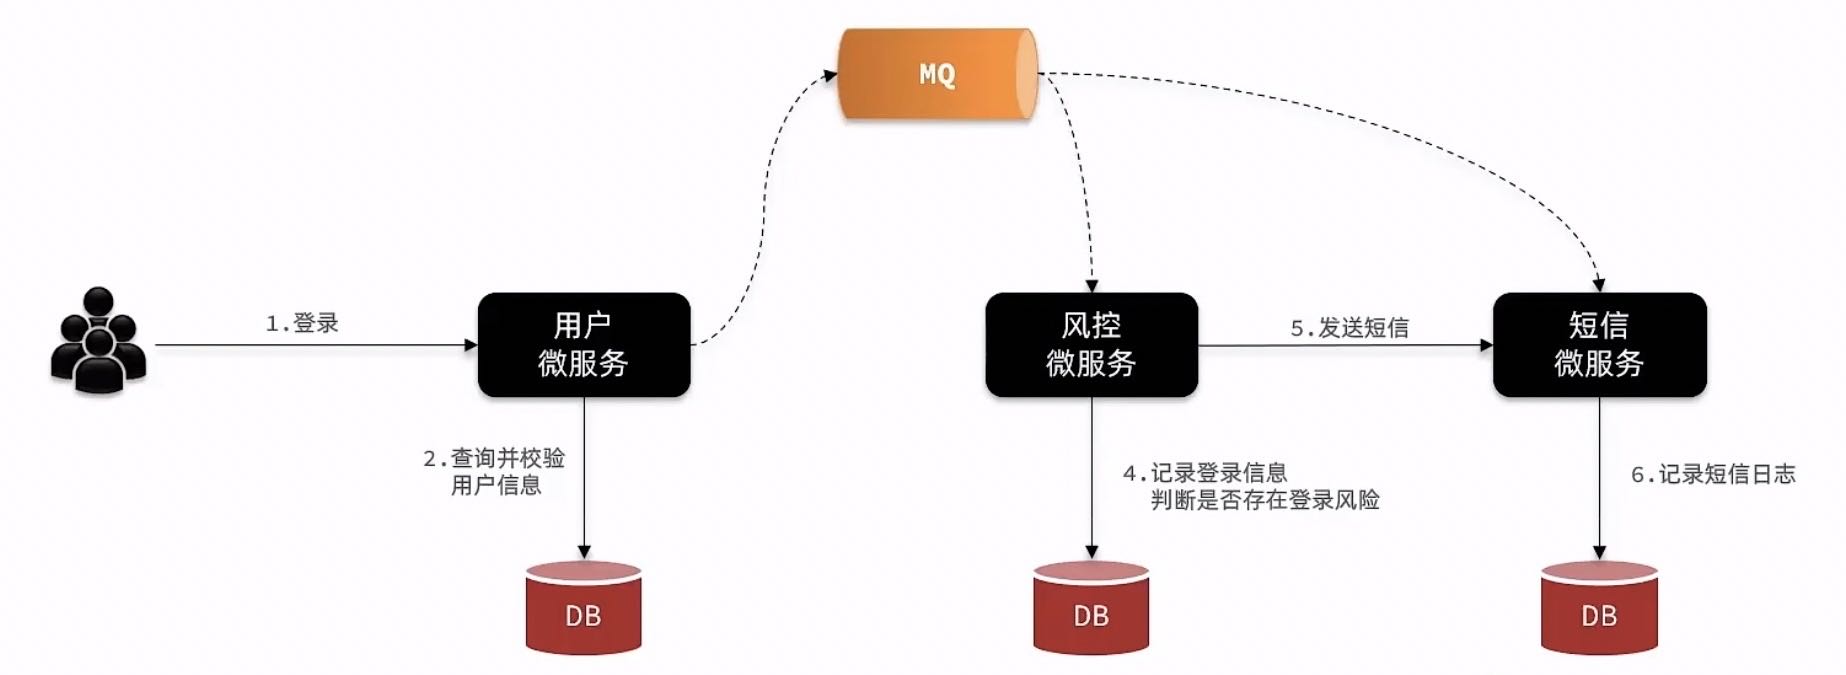 MQ
1.登录
用户
微服务
风控
微服务
5.发送短信
短信
微服务
2.查询并校验
用户信息
4.记录登录信息
判断是否存在登录风险
6.记录短信日志
DB
DB
DB